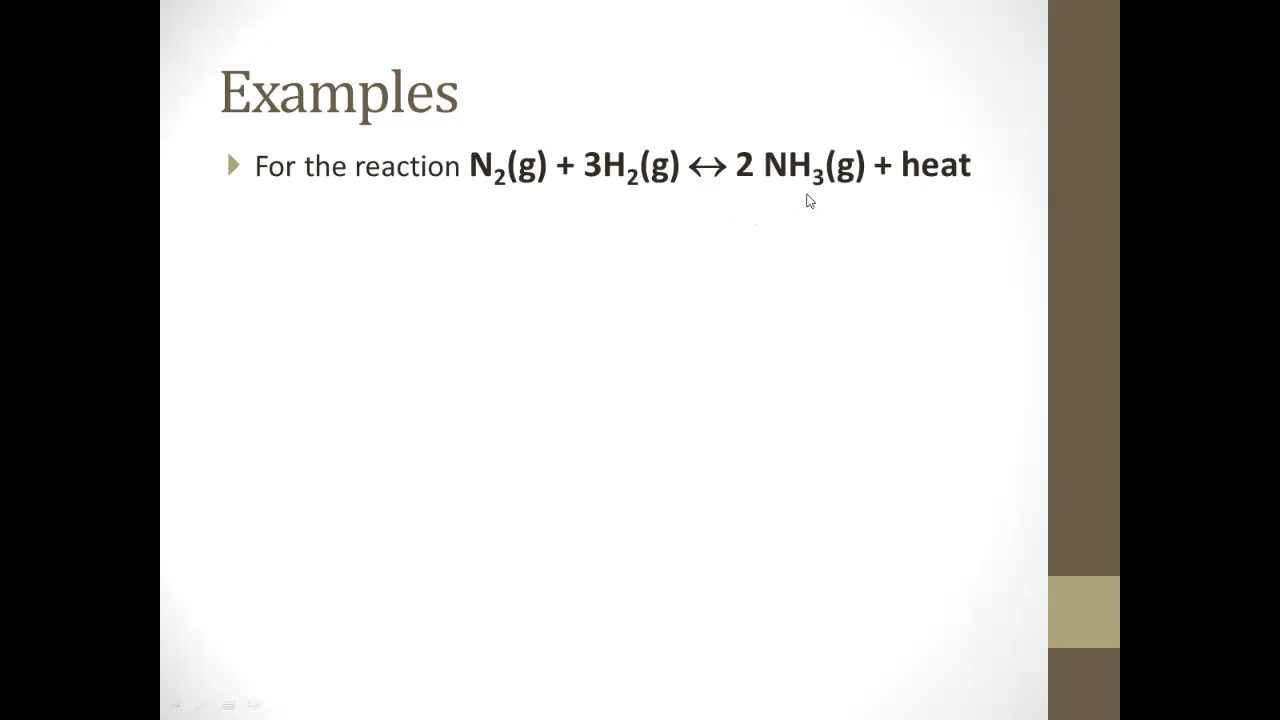 Examples
For the reaction N₂(g) + 3H₂(g) ↔ 2 NH₃(g) + heat